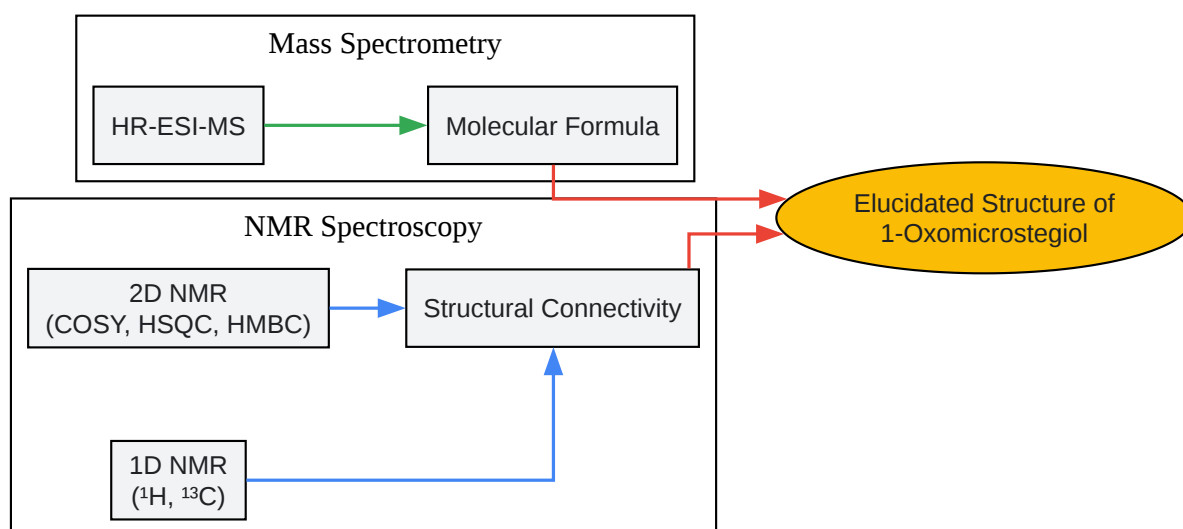 Mass Spectrometry
HR-ESI-MS
Molecular Formula
Elucidated Structure of
1-Oxomicrostegiol
NMR Spectroscopy
2D NMR
(COSY, HSQC, HMBC)
Structural Connectivity
1D NMR
(¹H, ¹³C)